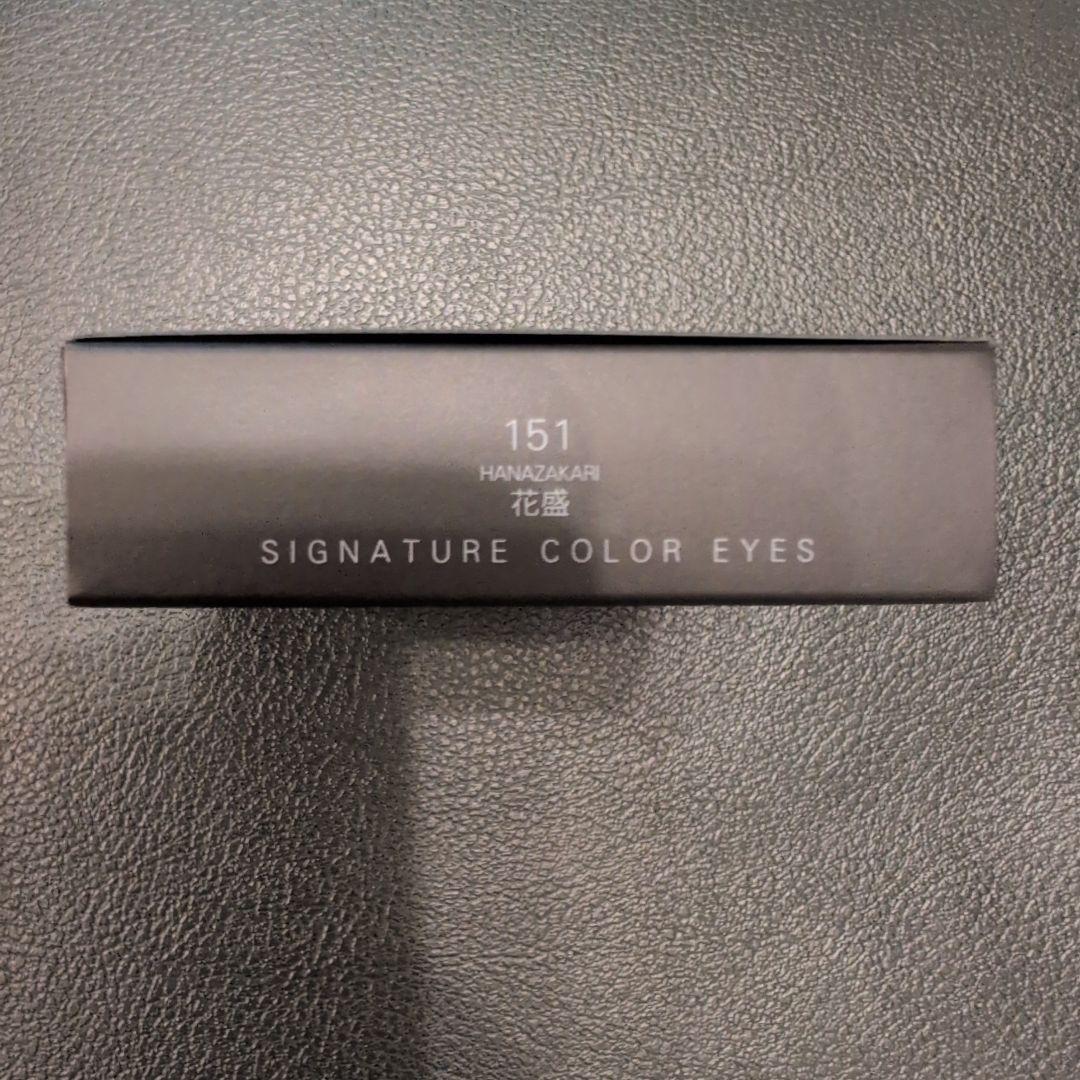 151
HANAZAKARI
花盛
SIGNATURE COLOR EYES